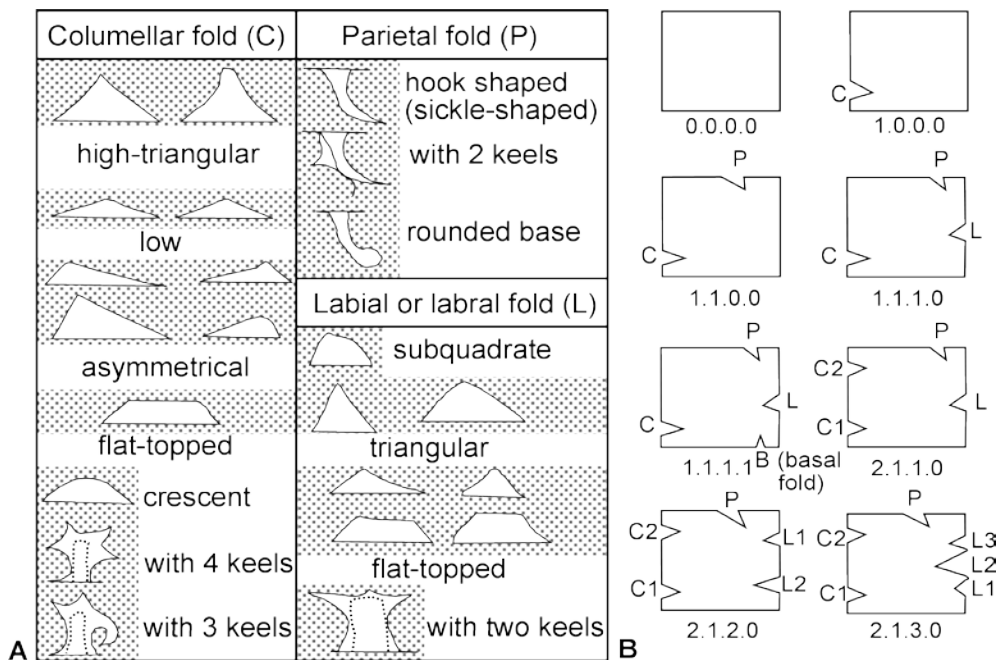 Columellar fold (C)
high-triangular
low
asymmetrical
flat-topped
crescent
with 4 keels
with 3 keels
Parietal fold (P)
hook shaped
(sickle-shaped)
with 2 keels
rounded base
Labial or labral fold (L)
subquadrate
triangular
flat-topped
with two keels
A
0.0.0.0
C
1.0.0.0
P
C
1.1.0.0
P
C
L
1.1.1.0
P
C
L
B (basal
fold)
1.1.1.1
P
C2
C1
L
2.1.1.0
P
C2
C1
L1
L2
2.1.2.0
P
C2
C1
L3
L2
L1
2.1.3.0
B